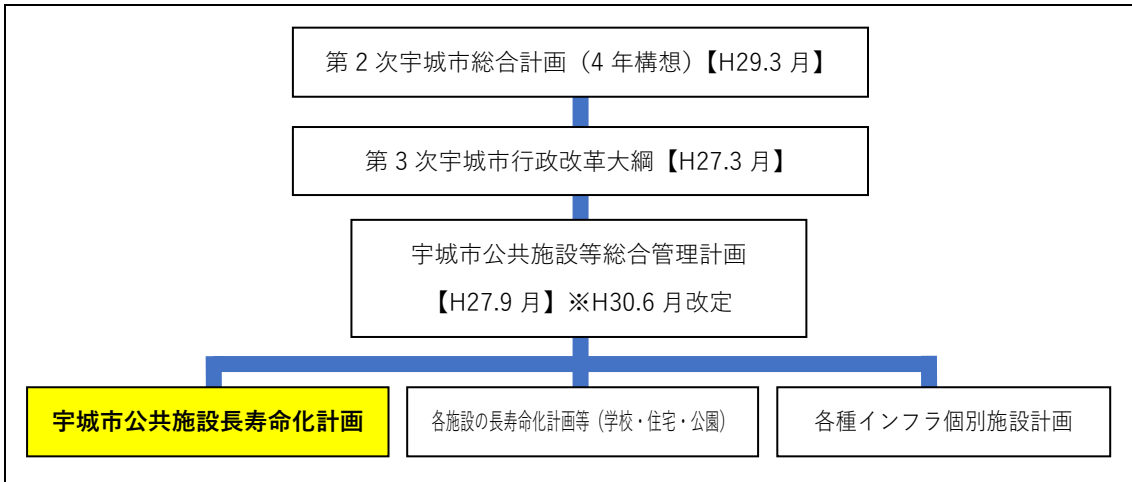 第2次宇城市総合計画（4年構想）【H29.3月】
第3次宇城市行政改革大綱【H27.3月】
宇城市公共施設等総合管理計画
【H27.9月】※H30.6月改定
宇城市公共施設長寿命化計画
各施設の長寿命化計画等（学校・住宅・公園）
各種インフラ個別施設計画